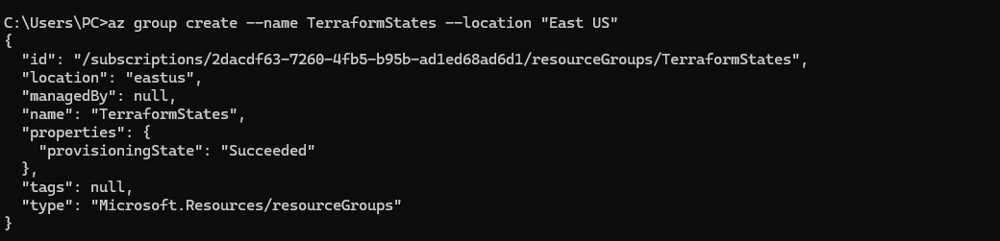 C:\Users\PC>az group create --name TerraformStates --location "East US"
{
  "id": "/subscriptions/2dacdf63-7260-4fb5-b95b-ad1ed68ad6d1/resourceGroups/TerraformStates",
  "location": "eastus",
  "managedBy": null,
  "name": "TerraformStates",
  "properties": {
    "provisioningState": "Succeeded"
  },
  "tags": null,
  "type": "Microsoft.Resources/resourceGroups"
}